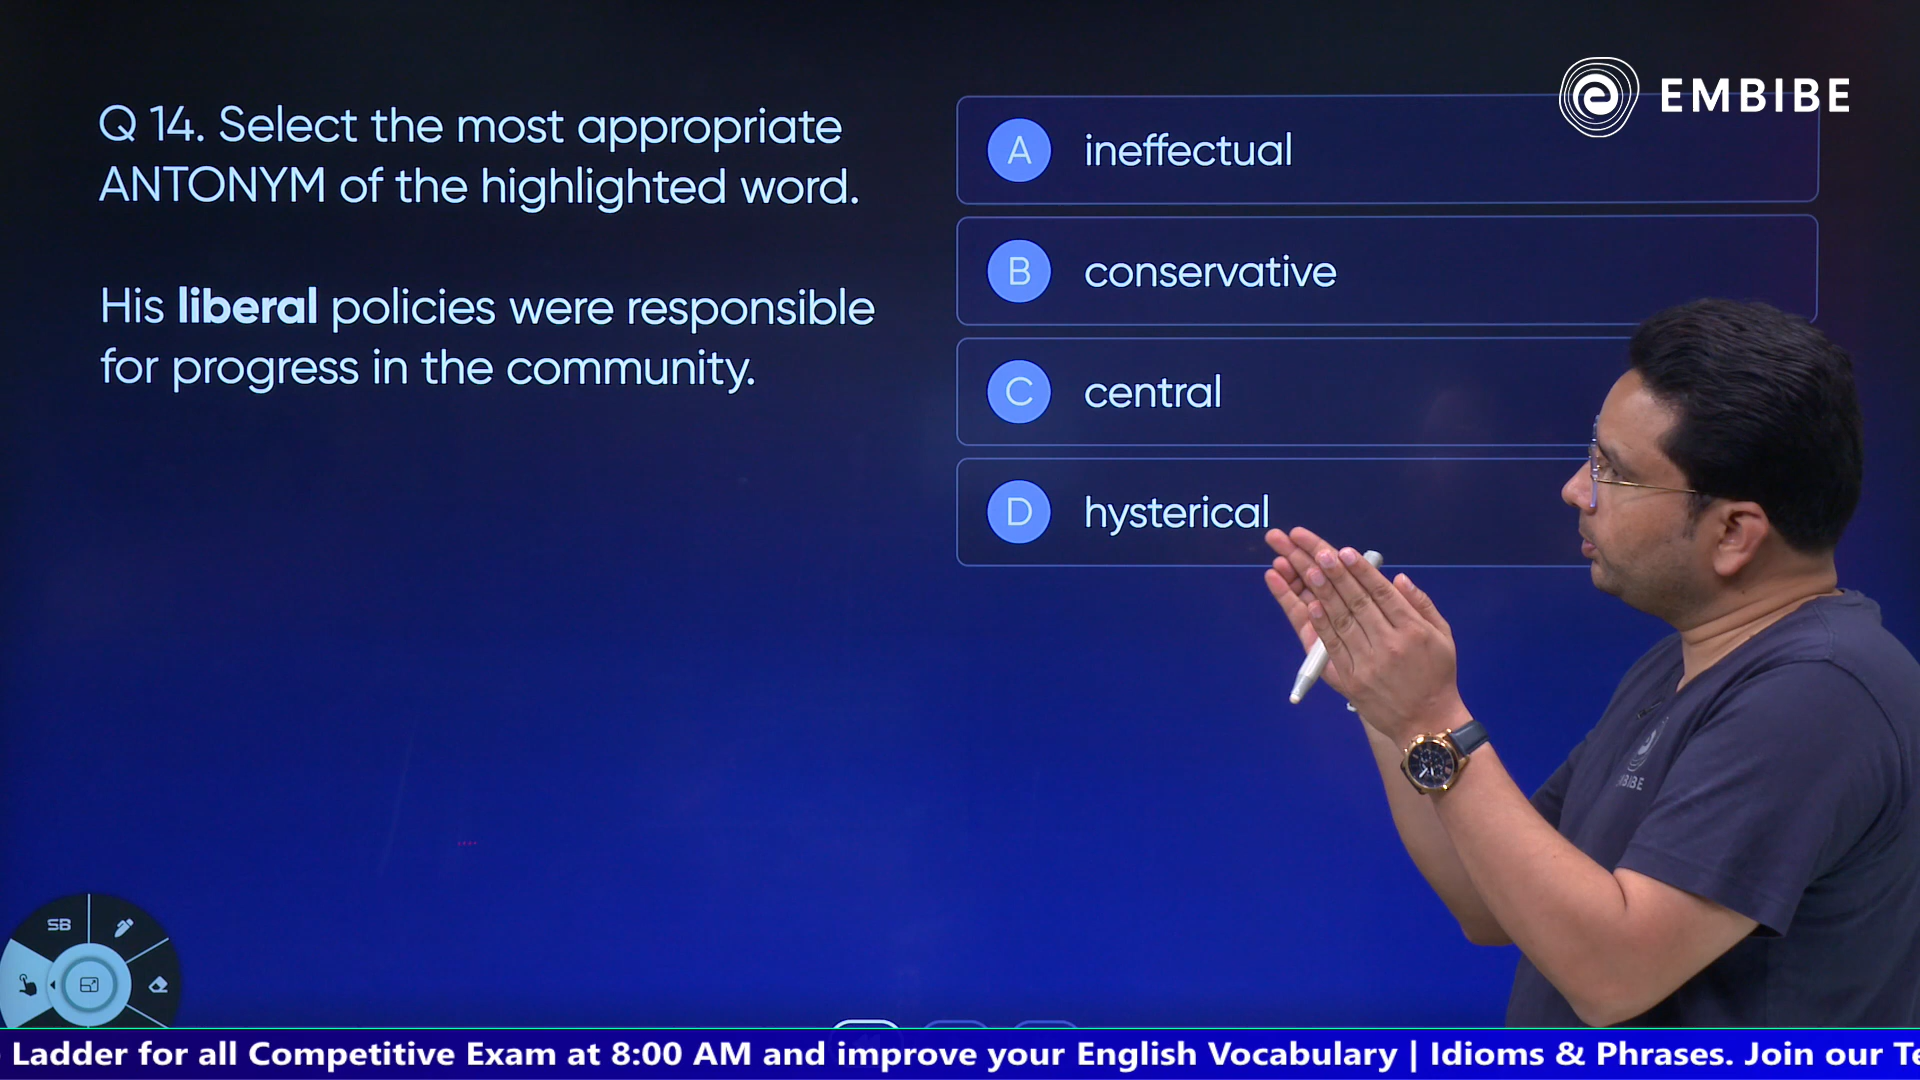 EMBIBE
Q 14. Select the most appropriate
ANTONYM of the highlighted word.
His liberal policies were responsible
for progress in the community.
A ineffectual
B conservative
C central
D hysterical
SB
Ladder for all Competitive Exam at 8:00 AM and improve your English Vocabulary | Idioms & Phrases. Join our Te